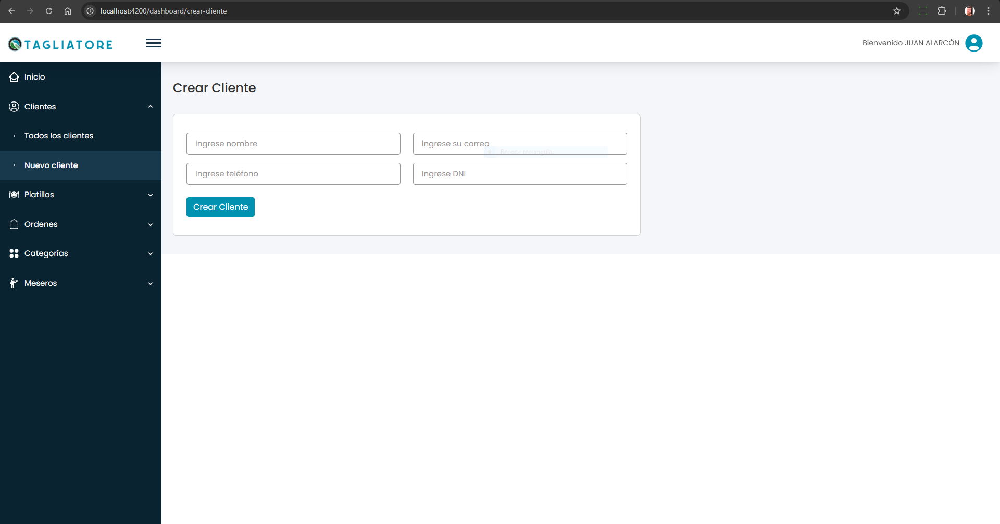 localhost:4200/dashboard/crear-cliente
TAGLIATORE
Bienvenido JUAN ALARCÓN
Inicio
Clientes
Todos los clientes
Nuevo cliente
Platillos
Ordenes
Categorías
Meseros
Crear Cliente
Ingrese nombre
Ingrese su correo
Recorte rectangular
Ingrese teléfono
Ingrese DNI
Crear Cliente